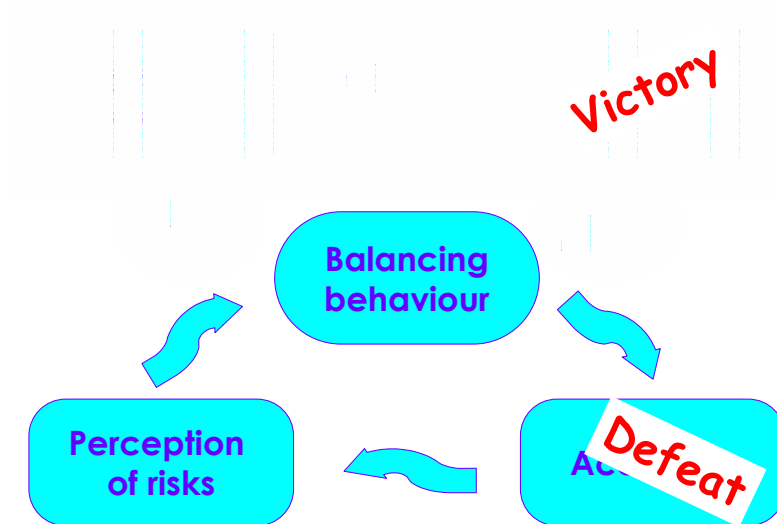 Victory
Balancing
behaviour
Perception
of risks
Defeat